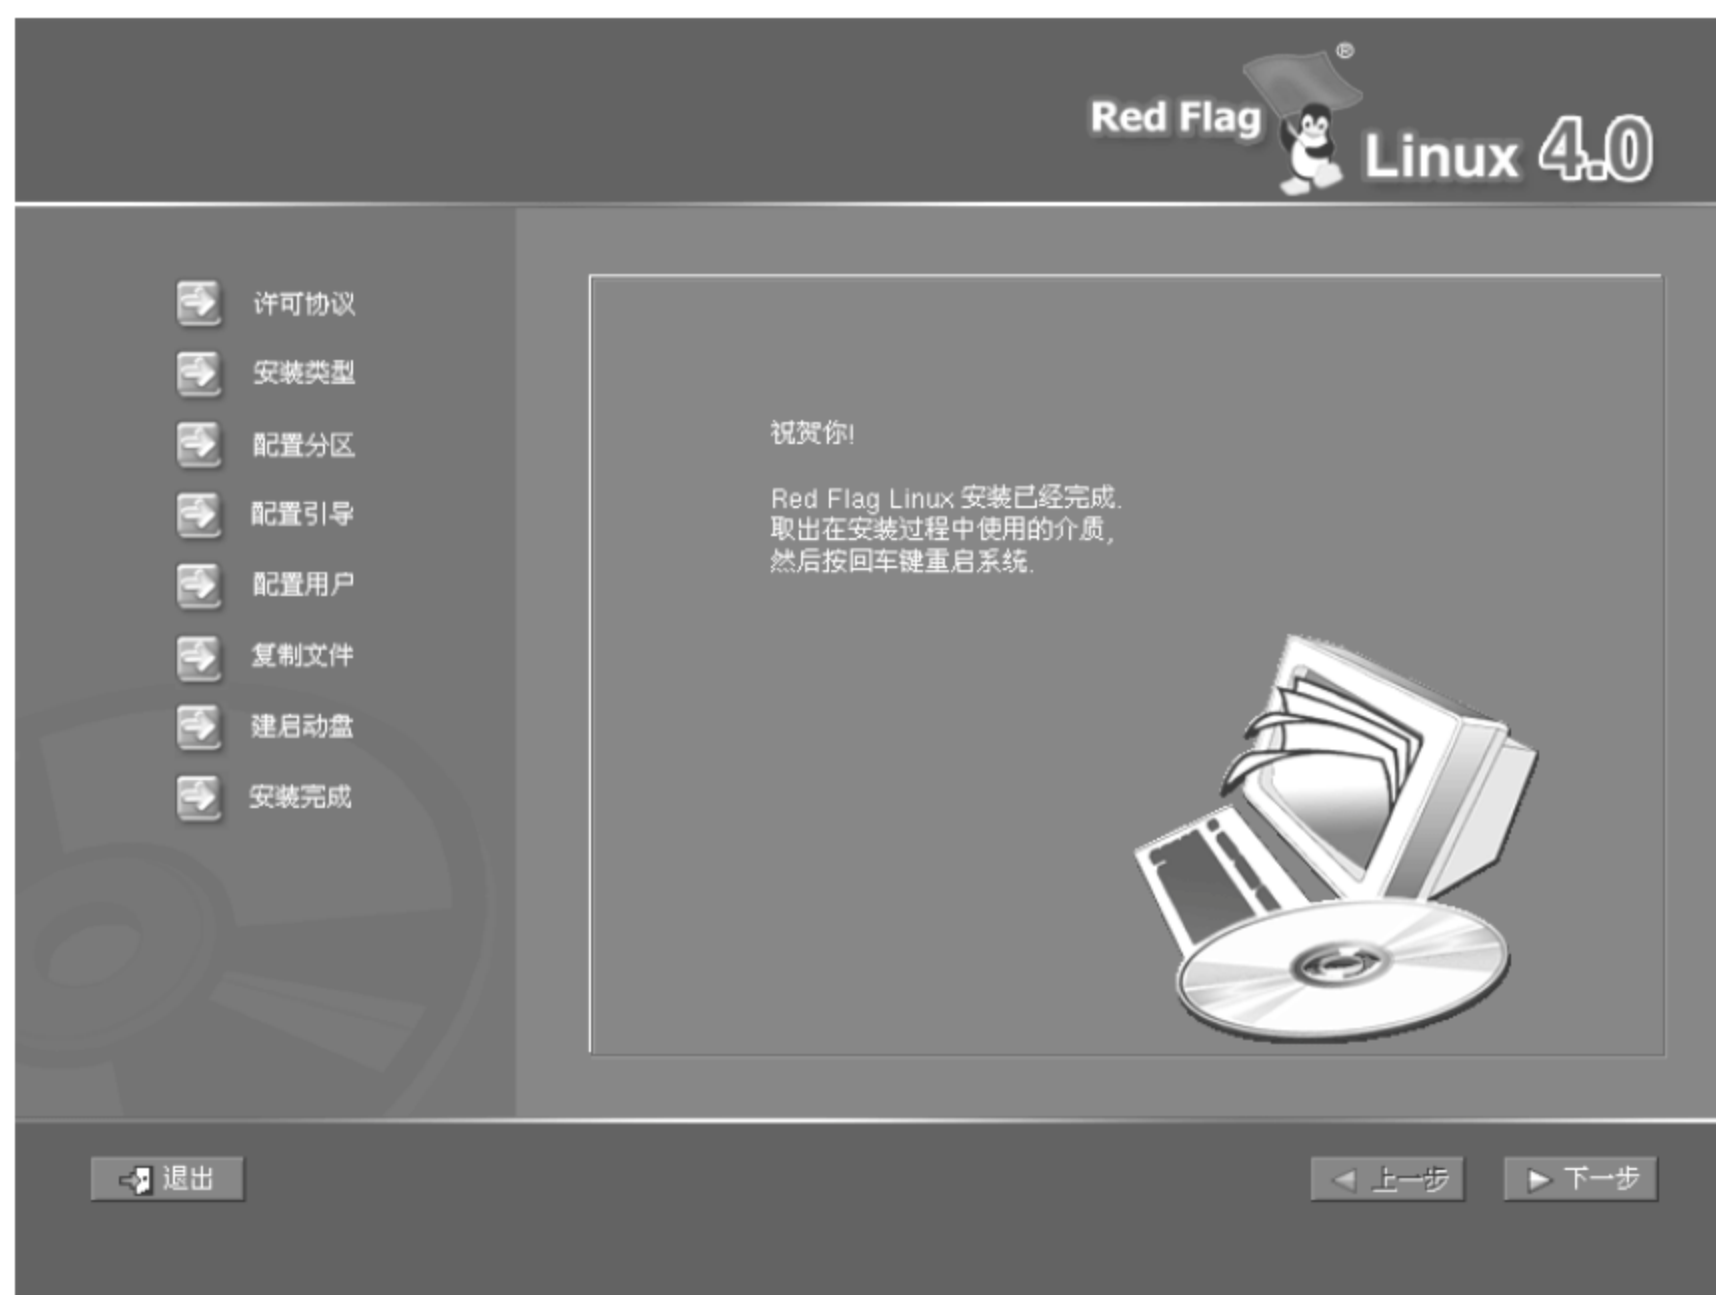 Red Flag
®
Linux 4.0
许可协议
安装类型
配置分区
配置引导
配置用户
复制文件
建启动盘
安装完成
祝贺你!
Red Flag Linux 安装已经完成.
取出在安装过程中使用的介质,
然后按回车键重启系统.
退出
上一步
下一步